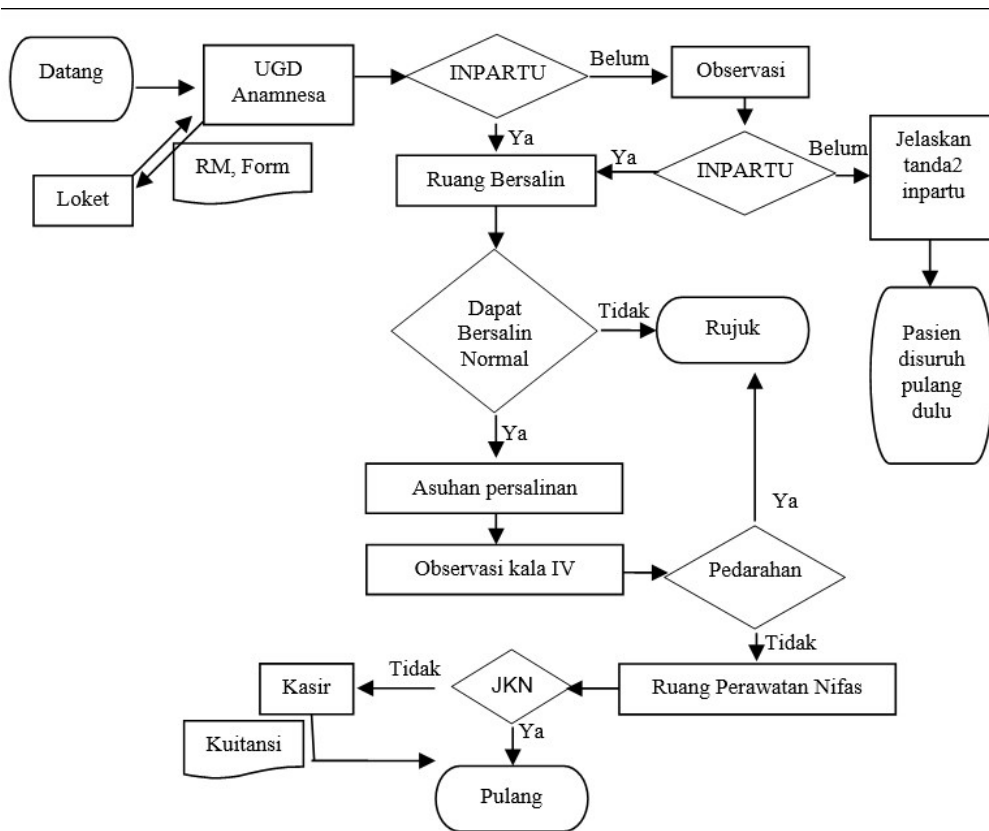 Datang
UGD
Anamnesa
INPARTU
Belum
Observasi
Ya
Loket
RM, Form
Ruang Bersalin
Ya
INPARTU
Belum
Jelaskan
tanda2
inpartu
Dapat
Bersalin
Normal
Tidak
Rujuk
Pasien
disuruh
pulang
dulu
Ya
Asuhan persalinan
Observasi kala IV
Pedarahan
Ya
Tidak
Ruang Perawatan Nifas
JKN
Tidak
Kasir
Kuitansi
Ya
Pulang